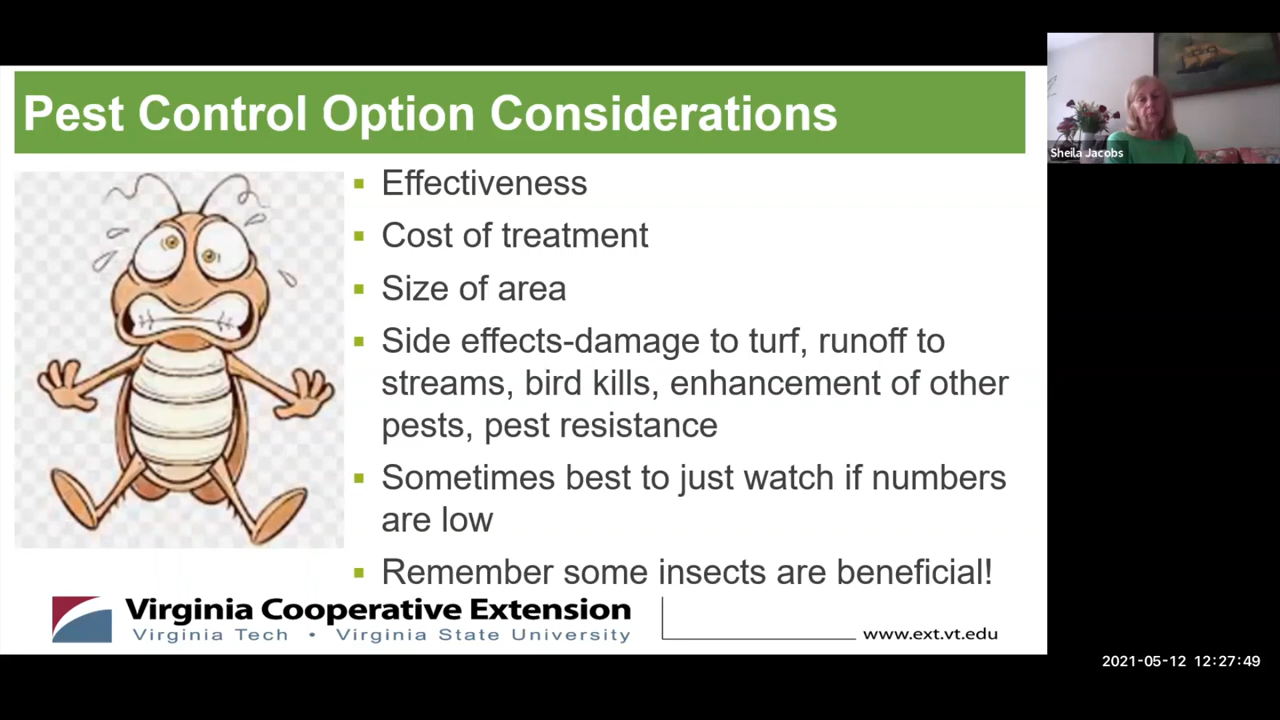 Pest Control Option Considerations
Sheila Jacobs
Effectiveness
Cost of treatment
Size of area
Side effects-damage to turf, runoff to
streams, bird kills, enhancement of other
pests, pest resistance
Sometimes best to just watch if numbers
are low
Remember some insects are beneficial!
Virginia Cooperative Extension
Virginia Tech • Virginia State University
www.ext.vt.edu
2021-05-12 12:27:49